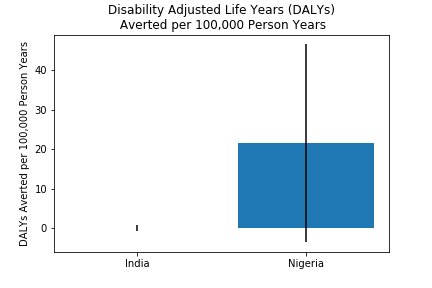 Disability Adjusted Life Years (DALYs)
Averted per 100,000 Person Years
DALYs Averted per 100,000 Person Years
40
30
20
10
0
India
Nigeria